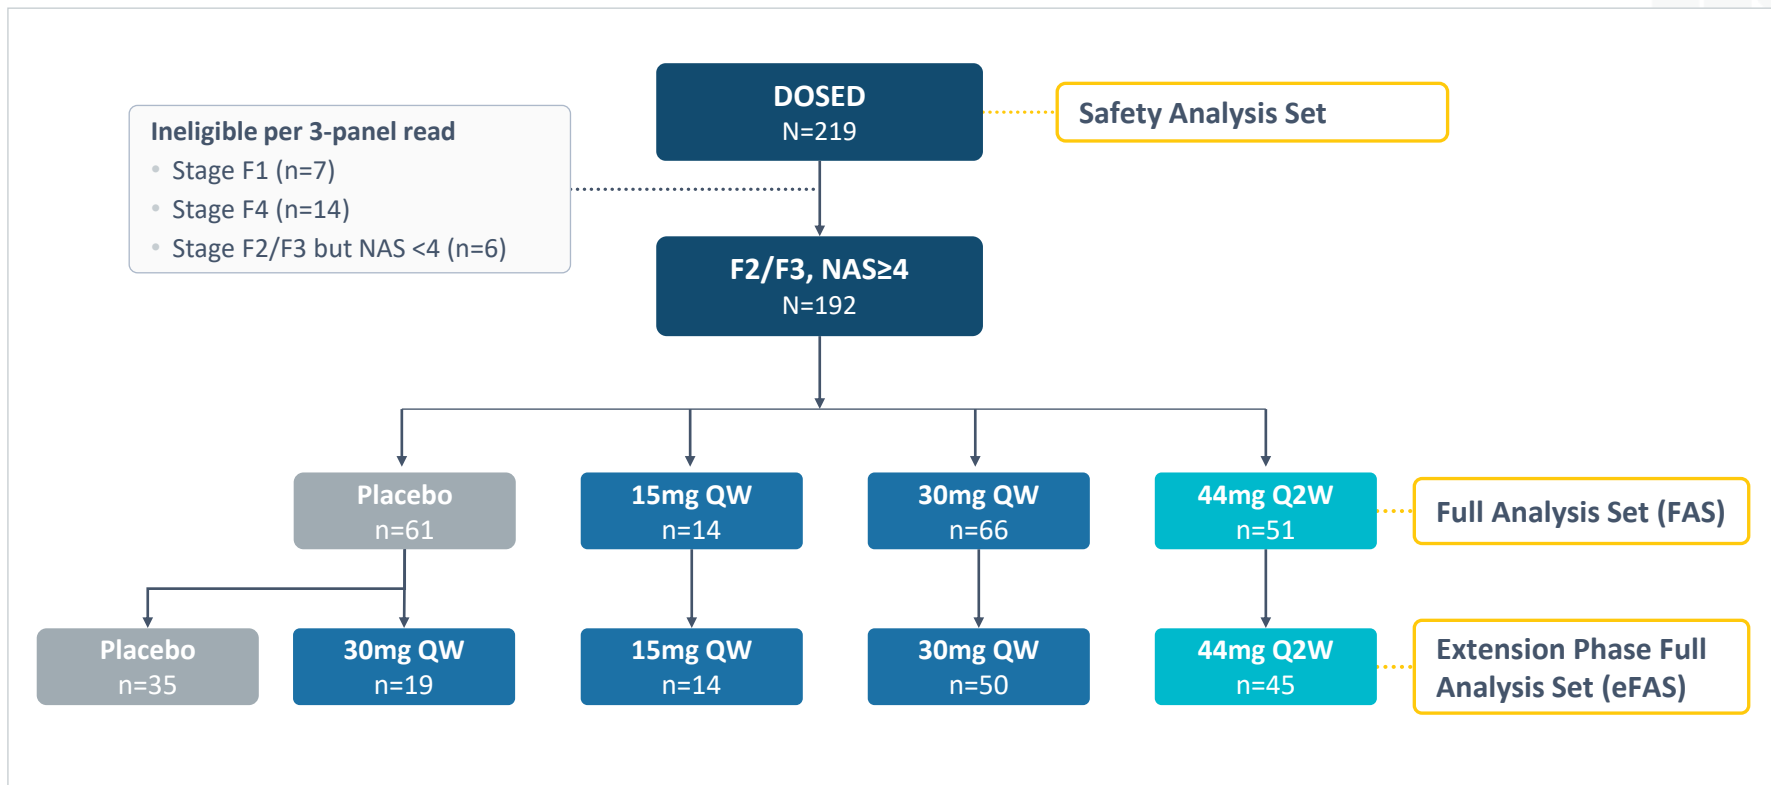 DOSED
N=219
Safety Analysis Set
Ineligible per 3-panel read
• Stage F1 (n=7)
• Stage F4 (n=14)
• Stage F2/F3 but NAS <4 (n=6)
F2/F3, NAS≥4
N=192
Placebo
n=61
15mg QW
n=14
30mg QW
n=66
44mg Q2W
n=51
Full Analysis Set (FAS)
Placebo
n=35
30mg QW
n=19
15mg QW
n=14
30mg QW
n=50
44mg Q2W
n=45
Extension Phase Full
Analysis Set (eFAS)